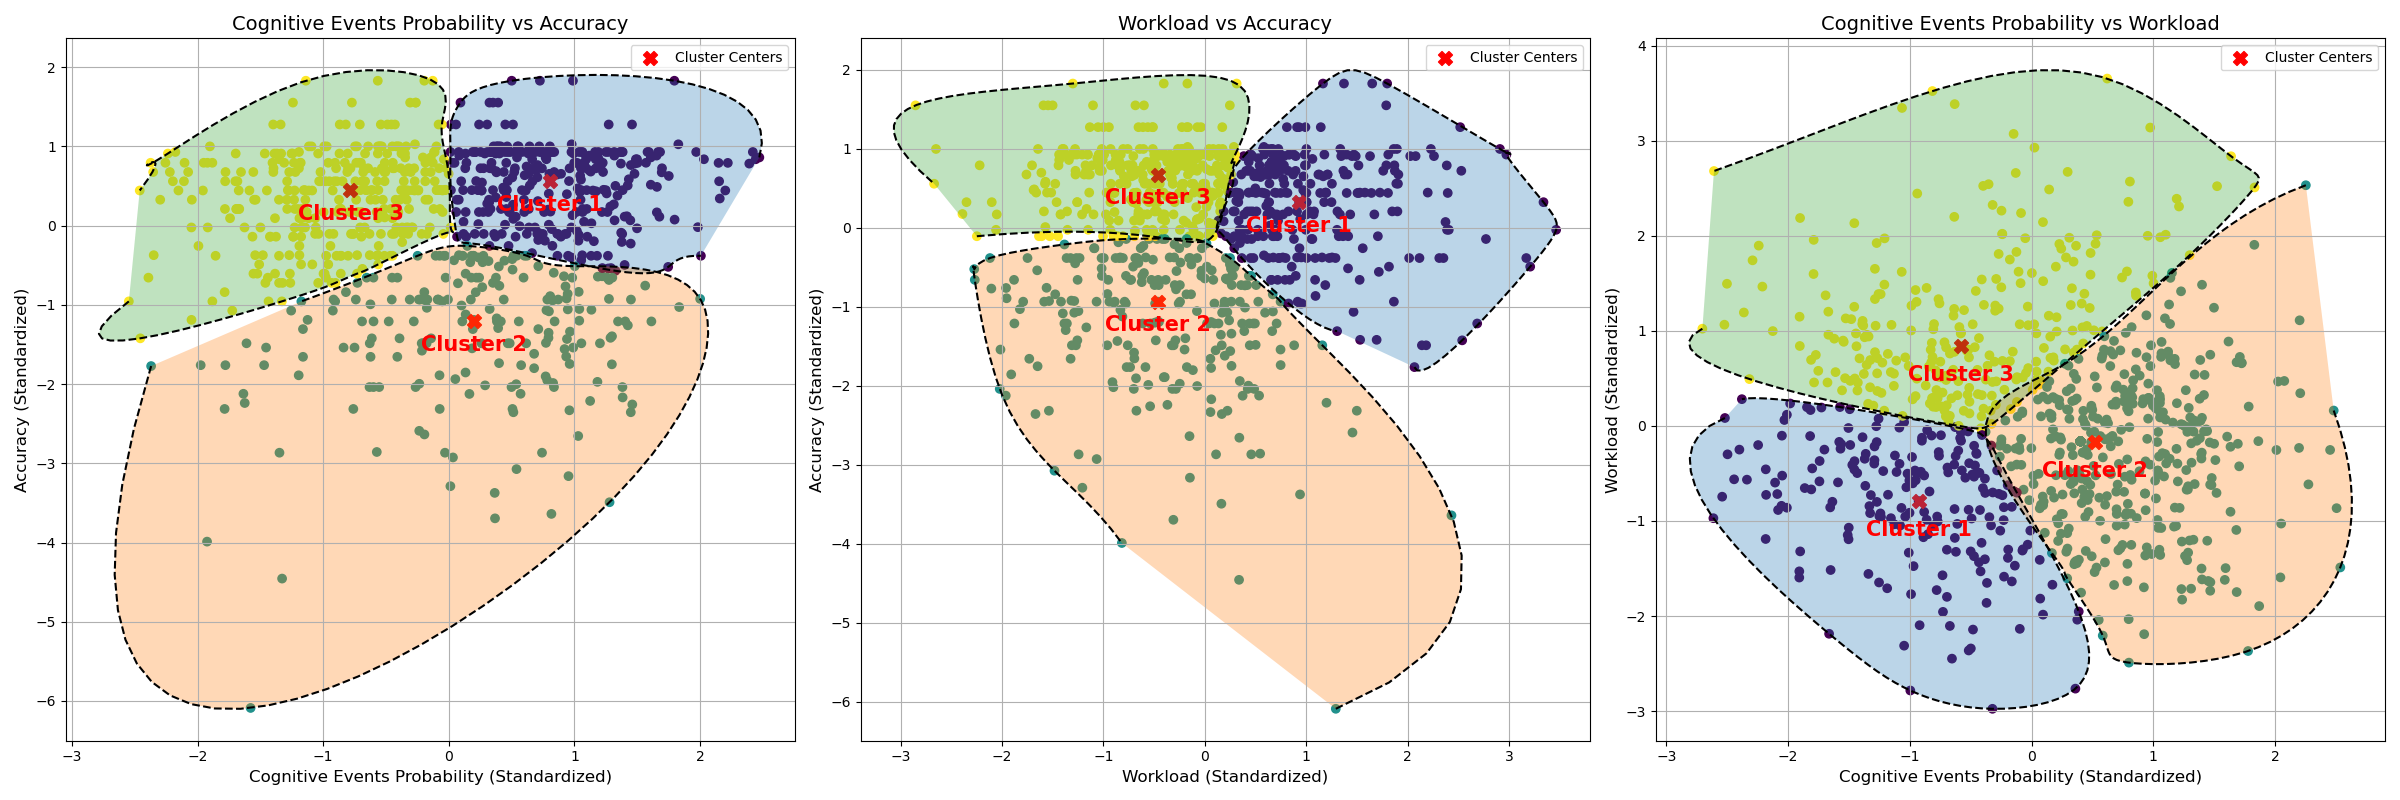 Cognitive Events Probability vs Accuracy
Cluster Centers
2
1
0
−1
−2
−3
−4
−5
−6
Accuracy (Standardized)
Cluster 3
Cluster 1
Cluster 2
−3 −2 −1 0 1 2
Cognitive Events Probability (Standardized)
Workload vs Accuracy
Cluster Centers
2
1
0
−1
−2
−3
−4
−5
−6
Accuracy (Standardized)
Cluster 3
Cluster 1
Cluster 2
−3 −2 −1 0 1 2 3
Workload (Standardized)
Cognitive Events Probability vs Workload
Cluster Centers
4
3
2
1
0
−1
−2
−3
Workload (Standardized)
Cluster 3
Cluster 2
Cluster 1
−3 −2 −1 0 1 2
Cognitive Events Probability (Standardized)